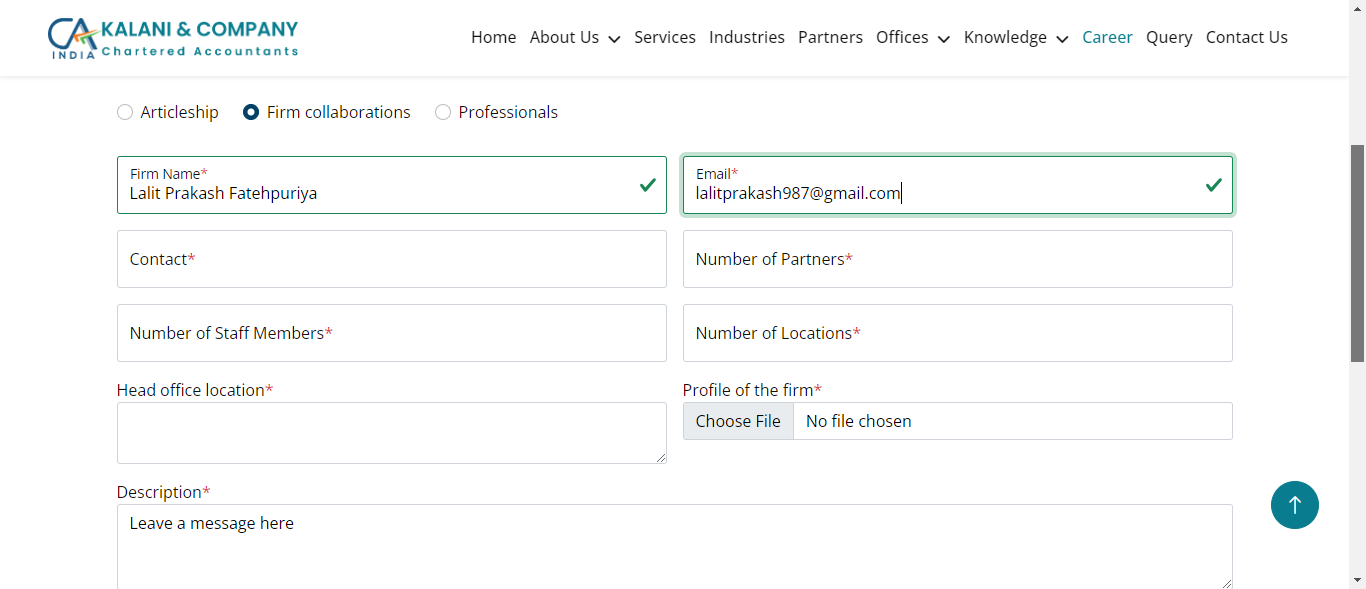 KALANI & COMPANY
INDIA Chartered Accountants
Home About Us Services Industries Partners Offices Knowledge Career Query Contact Us
Articleship Firm collaborations Professionals
Firm Name* Email*
Lalit Prakash Fatehpuriya lalitprakash987@gmail.com
Contact* Number of Partners*
Number of Staff Members* Number of Locations*
Head office location* Profile of the firm*
Choose File No file chosen
Description*
Leave a message here